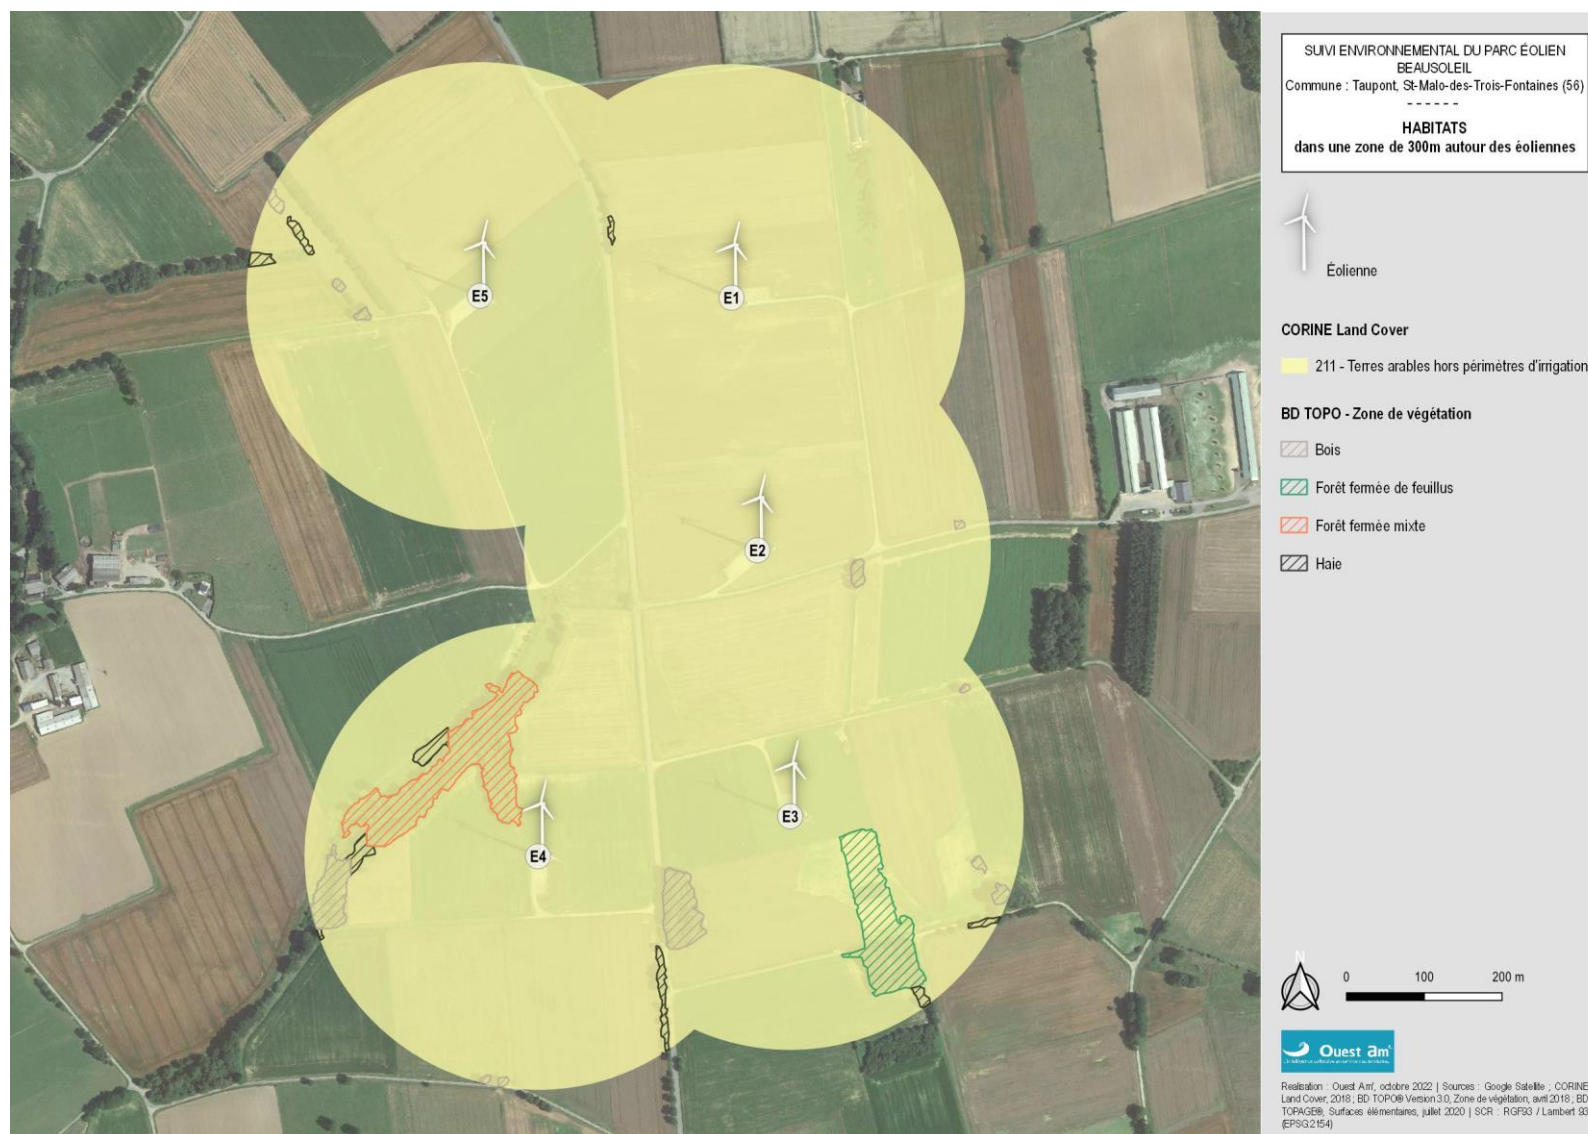 SUIVI ENVIRONNEMENTAL DU PARC ÉOLIEN
BEAUSOLEIL
Commune : Taupont, St-Malo-des-Trois-Fontaines (56)
- - - - - -
HABITATS
dans une zone de 300m autour des éoliennes
Éolienne
CORINE Land Cover
211 - Terres arables hors périmètres d'irrigation
BD TOPO - Zone de végétation
Bois
Forêt fermée de feuillus
Forêt fermée mixte
Haie
E5
E1
E2
E3
E4
N
0 100 200 m
Ouest am'
Réalisation : Ouest Am', octobre 2022 | Sources : Google Satellite ; CORINE
Land Cover, 2018 ; BD TOPO® Version 3.0, Zone de végétation, avril 2018 ; BD
TOPAGE®, Surfaces élémentaires, juillet 2020 | SCR : RGF93 / Lambert 93
(EPSG:2154)